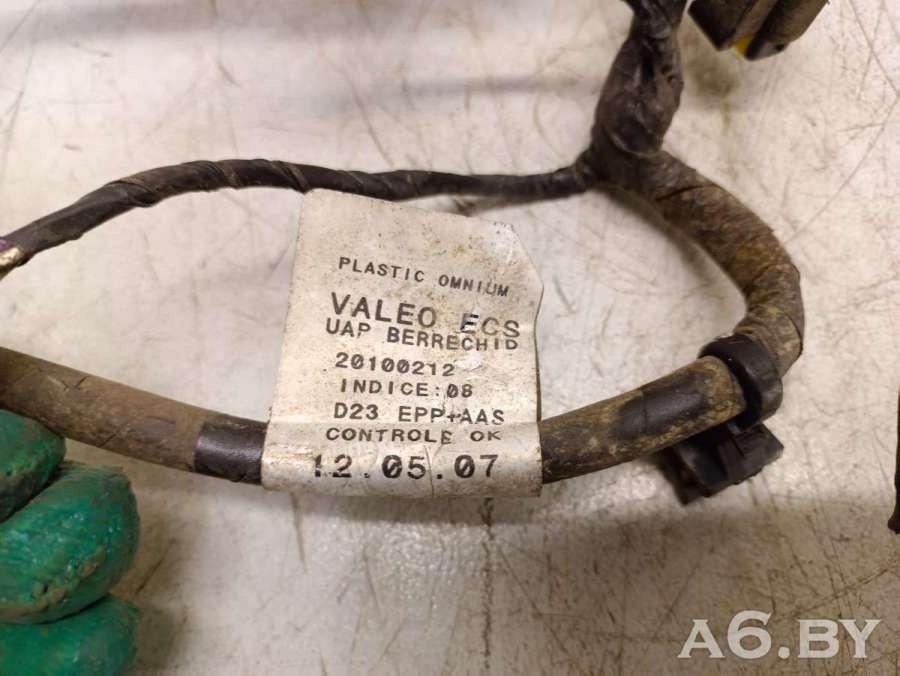 PLASTIC OMNIUM
VALEO ECS
UAP BERRECHID
20100212
INDICE:08
D23 EPP+AAS
CONTROLE OK
12.05.07
A6.BY